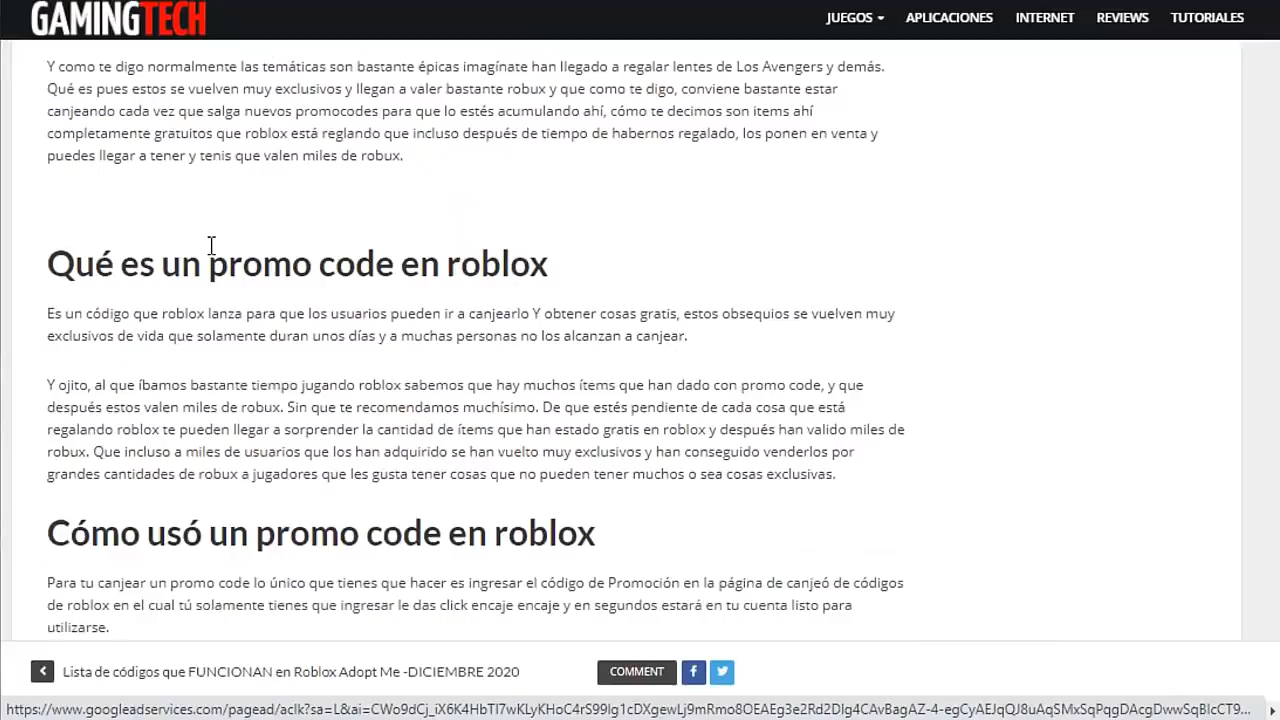 GAMINGTECH
JUEGOS APLICACIONES INTERNET REVIEWS TUTORIALES
Y como te digo normalmente las temáticas son bastante épicas imagínate han llegado a regalar lentes de Los Avengers y demás.
Qué es pues estos se vuelven muy exclusivos y llegan a valer bastante robux y que como te digo, conviene bastante estar
canjeando cada vez que salga nuevos promocodes para que lo estés acumulando ahí, cómo te decimos son items ahí
completamente gratuitos que roblox está reglando que incluso después de tiempo de habernos regalado, los ponen en venta y
puedes llegar a tener y tenis que valen miles de robux.
Qué es un promo code en roblox
Es un código que roblox lanza para que los usuarios pueden ir a canjearlo Y obtener cosas gratis, estos obsequios se vuelven muy
exclusivos de vida que solamente duran unos días y a muchas personas no los alcanzan a canjear.
Y ojito, al que íbamos bastante tiempo jugando roblox sabemos que hay muchos ítems que han dado con promo code, y que
después estos valen miles de robux. Sin que te recomendamos muchísimo. De que estés pendiente de cada cosa que está
regalando roblox te pueden llegar a sorprender la cantidad de ítems que han estado gratis en roblox y después han valido miles de
robux. Que incluso a miles de usuarios que los han adquirido se han vuelto muy exclusivos y han conseguido venderlos por
grandes cantidades de robux a jugadores que les gusta tener cosas que no pueden tener muchos o sea cosas exclusivas.
Cómo usó un promo code en roblox
Para tu canjear un promo code lo único que tienes que hacer es ingresar el código de Promoción en la página de canjeó de códigos
de roblox en el cual tú solamente tienes que ingresar le das click encaje encaje y en segundos estará en tu cuenta listo para
utilizarse.
Lista de códigos que FUNCIONAN en Roblox Adopt Me -DICIEMBRE 2020
COMMENT